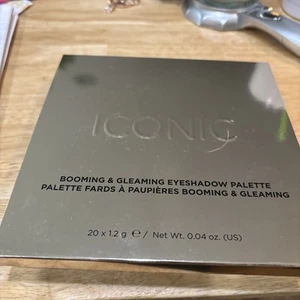 ICONIC
BOOMING & GLEAMING EYESHADOW PALETTE
PALETTE FARDS À PAUPIÈRES BOOMING & GLEAMING
20 x 1.2 g ℮ / Net Wt. 0.04 oz. (US)